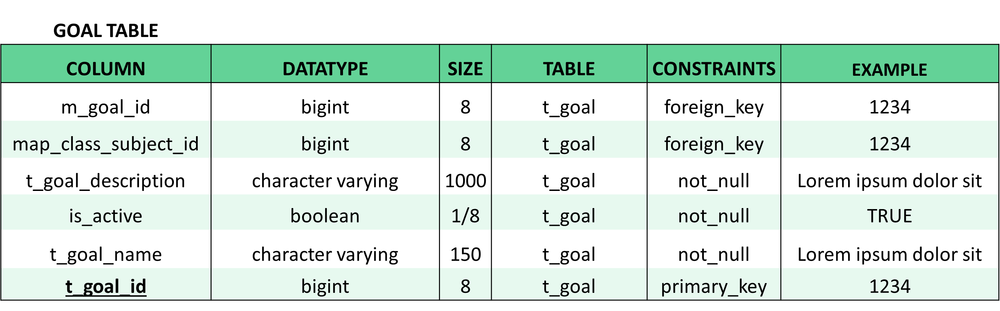 GOAL TABLE
COLUMN DATATYPE SIZE TABLE CONSTRAINTS EXAMPLE
m_goal_id bigint 8 t_goal foreign_key 1234
map_class_subject_id bigint 8 t_goal foreign_key 1234
t_goal_description character varying 1000 t_goal not_null Lorem ipsum dolor sit
is_active boolean 1/8 t_goal not_null TRUE
t_goal_name character varying 150 t_goal not_null Lorem ipsum dolor sit
t_goal_id bigint 8 t_goal primary_key 1234